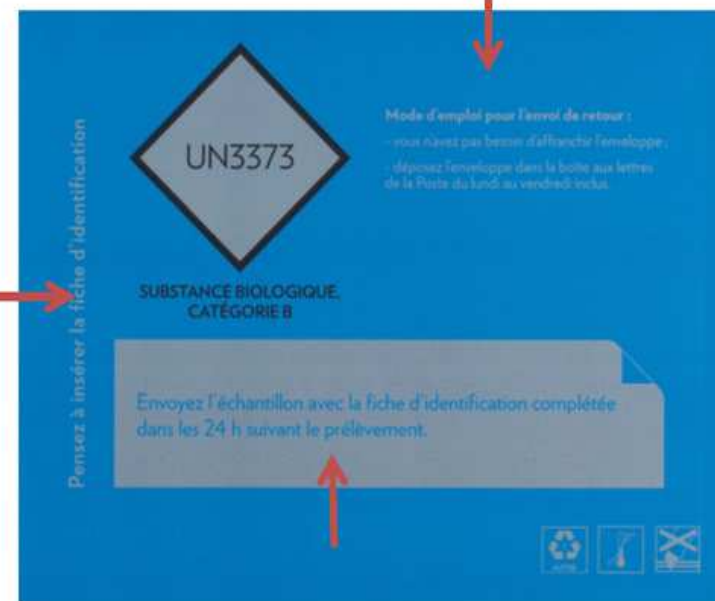 Pensez à insérer la fiche d'identification
UN3373
SUBSTANCE BIOLOGIQUE,
CATÉGORIE B
Mode d'emploi pour l'envoi de retour :
- vous n'avez pas besoin d'affranchir l'enveloppe ;
- déposez l'enveloppe dans la boîte aux lettres
de la Poste du lundi au vendredi inclus.
Envoyez l'échantillon avec la fiche d'identification complétée
dans les 24 h suivant le prélèvement.